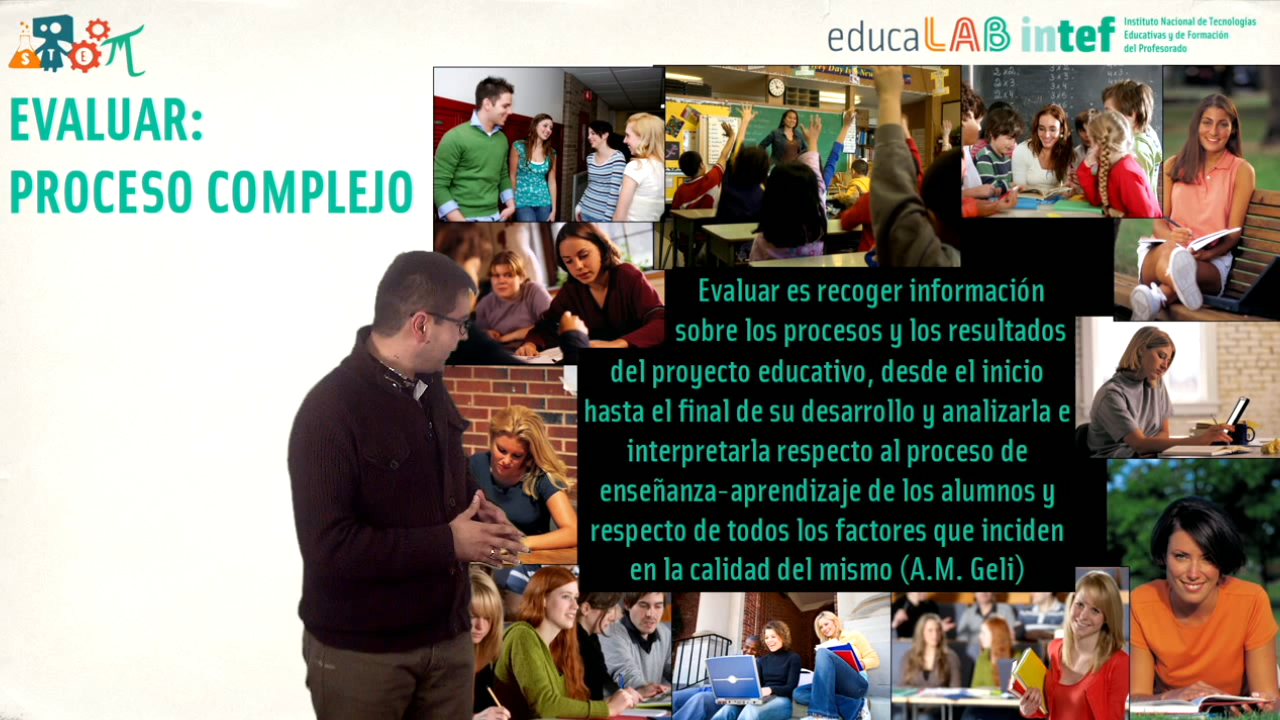 S T E M
educaLAB intef
Instituto Nacional de Tecnologías
Educativas y de Formación
del Profesorado
EVALUAR:
PROCESO COMPLEJO
Evaluar es recoger información
sobre los procesos y los resultados
del proyecto educativo, desde el inicio
hasta el final de su desarrollo y analizarla e
interpretarla respecto al proceso de
enseñanza-aprendizaje de los alumnos y
respecto de todos los factores que inciden
en la calidad del mismo (A.M. Geli)